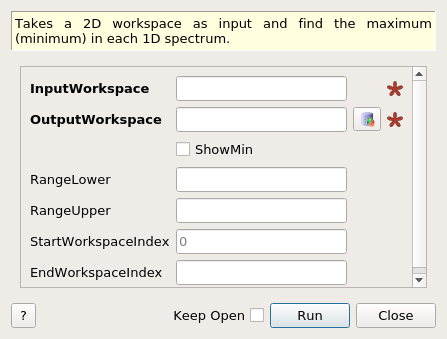 Takes a 2D workspace as input and find the maximum
(minimum) in each 1D spectrum.
InputWorkspace
OutputWorkspace
ShowMin
RangeLower
RangeUpper
StartWorkspaceIndex 0
EndWorkspaceIndex
? Keep Open Run Close